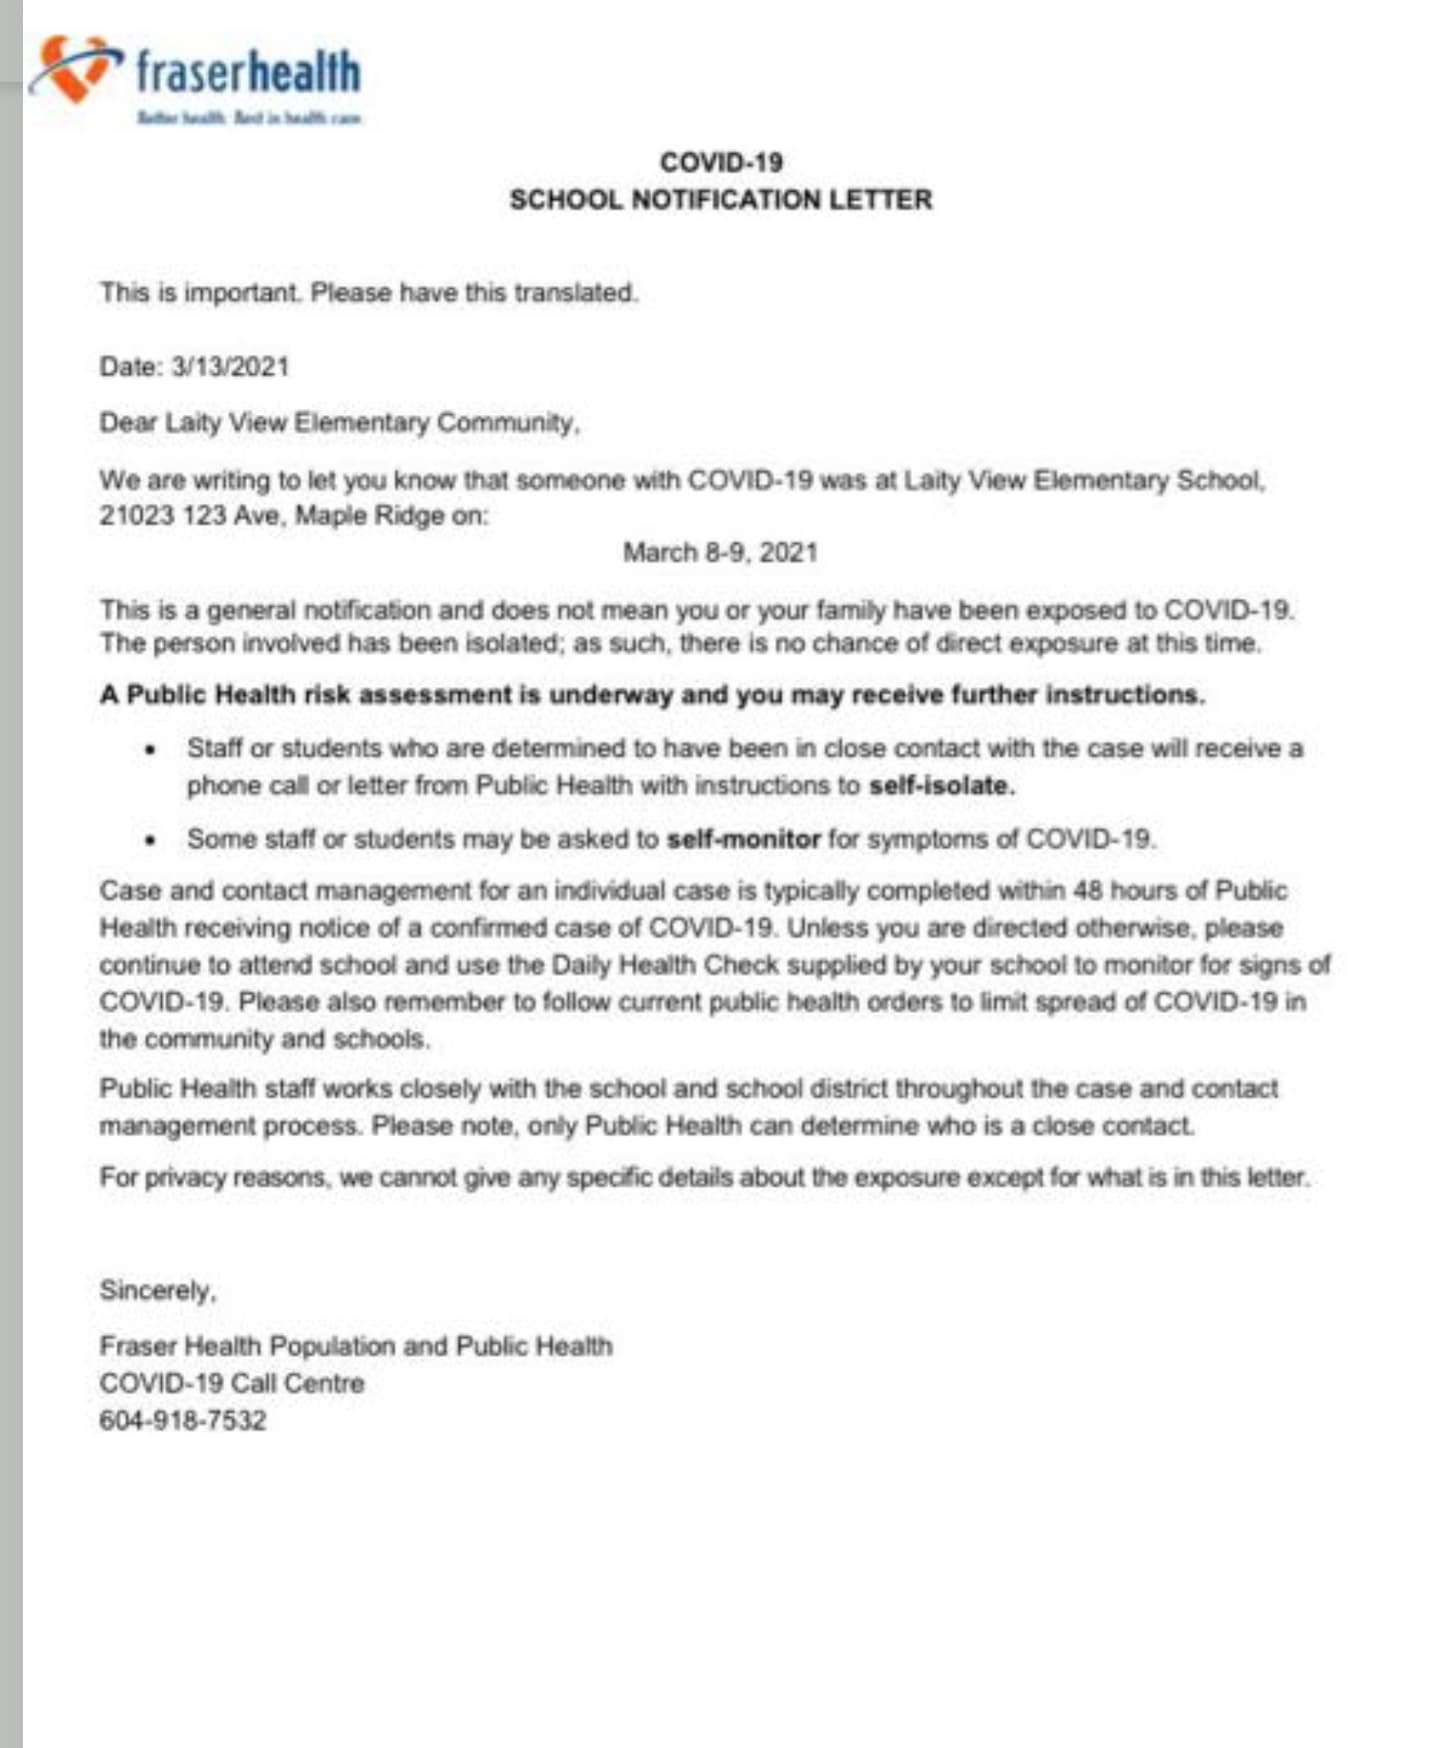 fraserhealth
Better health. Best in health care.
COVID-19
SCHOOL NOTIFICATION LETTER
This is important. Please have this translated.
Date: 3/13/2021
Dear Laity View Elementary Community,
We are writing to let you know that someone with COVID-19 was at Laity View Elementary School,
21023 123 Ave, Maple Ridge on:
March 8-9, 2021
This is a general notification and does not mean you or your family have been exposed to COVID-19.
The person involved has been isolated; as such, there is no chance of direct exposure at this time.
A Public Health risk assessment is underway and you may receive further instructions.
• Staff or students who are determined to have been in close contact with the case will receive a
phone call or letter from Public Health with instructions to self-isolate.
• Some staff or students may be asked to self-monitor for symptoms of COVID-19.
Case and contact management for an individual case is typically completed within 48 hours of Public
Health receiving notice of a confirmed case of COVID-19. Unless you are directed otherwise, please
continue to attend school and use the Daily Health Check supplied by your school to monitor for signs of
COVID-19. Please also remember to follow current public health orders to limit spread of COVID-19 in
the community and schools.
Public Health staff works closely with the school and school district throughout the case and contact
management process. Please note, only Public Health can determine who is a close contact.
For privacy reasons, we cannot give any specific details about the exposure except for what is in this letter.
Sincerely,
Fraser Health Population and Public Health
COVID-19 Call Centre
604-918-7532